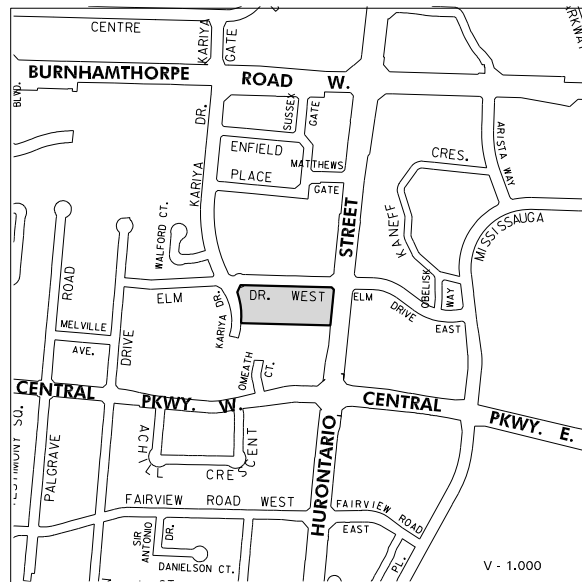 CENTRE
KARIYA GATE
BURNHAMTHORPE ROAD W.
BLVD.
KARIYA DR.
SUSSEX GATE
ENFIELD PLACE
MATTHEWS GATE
CRES.
KANEFF
ARISTA WAY
MISSISSAUGA
WALFORD CT.
HURONTARIO STREET
ROAD
ELM DR. WEST
KARIYA DR.
ELM DRIVE EAST
OBELISK WAY
MELVILLE AVE.
DRIVE
OMEATH CT.
CENTRAL PKWY. W.
CENTRAL PKWY. E.
PALGRAVE
CRESCENT
FAIRVIEW ROAD WEST
FAIRVIEW ROAD EAST
SIR ANTONIO DR.
DANIELSON CT.
PL.
V - 1.000